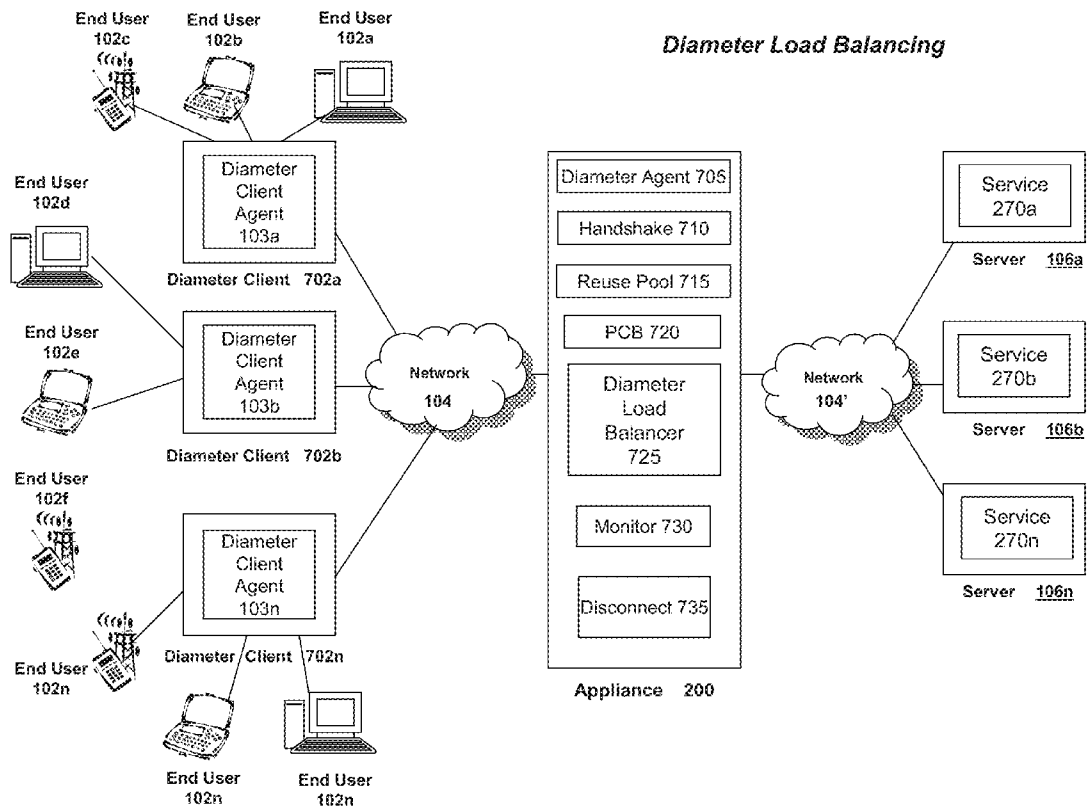 Diameter Load Balancing
End User
102c
End User
102b
End User
102a
Diameter
Client
Agent
103a
Diameter Client 702a
End User
102d
End User
102e
Diameter
Client
Agent
103b
Diameter Client 702b
End User
102f
End User
102n
Diameter
Client
Agent
103n
Diameter Client 702n
End User
102n
End User
102n
Network
104
Diameter Agent 705
Handshake 710
Reuse Pool 715
PCB 720
Diameter
Load
Balancer
725
Monitor 730
Disconnect 735
Appliance 200
Network
104'
Service
270a
Server 106a
Service
270b
Server 106b
Service
270n
Server 106n